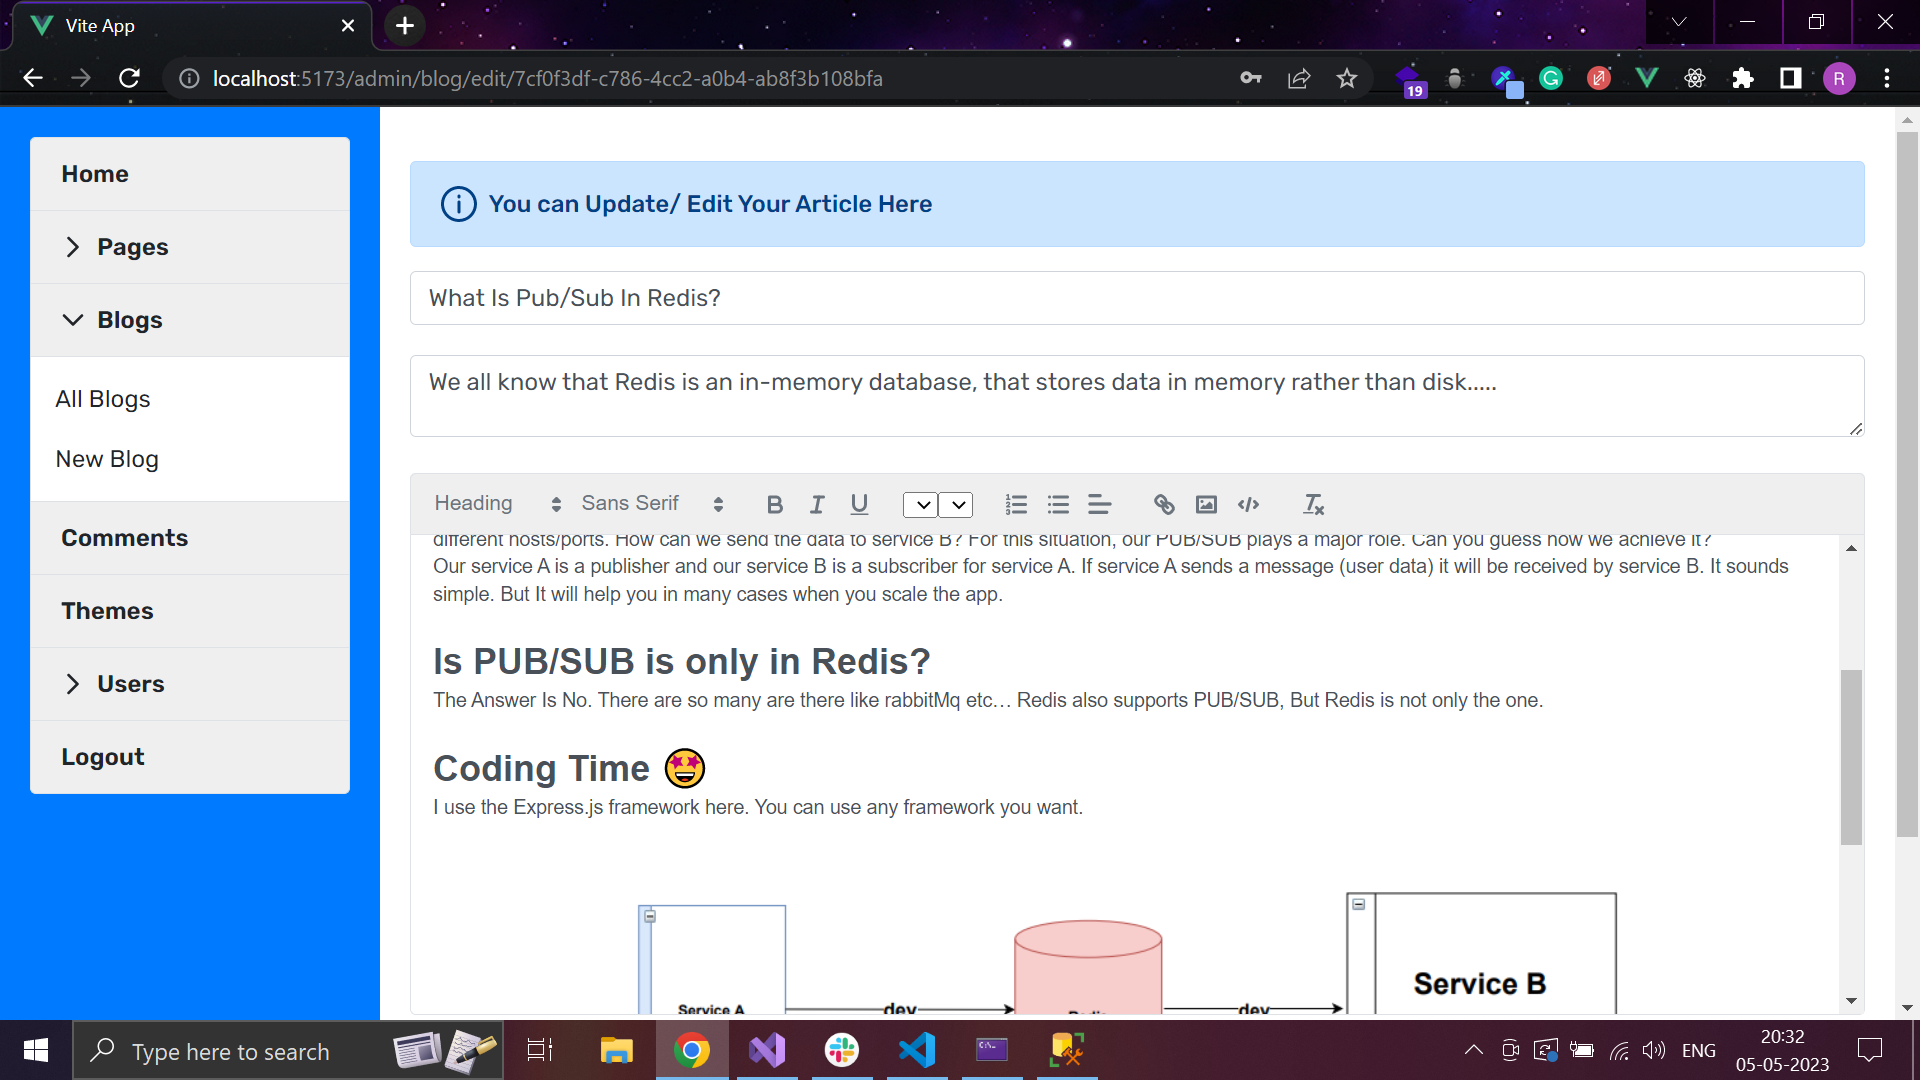 Vite App
localhost:5173/admin/blog/edit/7cf0f3df-c786-4cc2-a0b4-ab8f3b108bfa
19
R
Home
Pages
Blogs
All Blogs
New Blog
Comments
Themes
Users
Logout
You can Update/ Edit Your Article Here
What Is Pub/Sub In Redis?
We all know that Redis is an in-memory database, that stores data in memory rather than disk.....
Heading
Sans Serif
different hosts/ports. How can we send the data to service B? For this situation, our PUB/SUB plays a major role. Can you guess how we achieve it?
Our service A is a publisher and our service B is a subscriber for service A. If service A sends a message (user data) it will be received by service B. It sounds
simple. But It will help you in many cases when you scale the app.
Is PUB/SUB is only in Redis?
The Answer Is No. There are so many are there like rabbitMq etc… Redis also supports PUB/SUB, But Redis is not only the one.
Coding Time 🤩
I use the Express.js framework here. You can use any framework you want.
Service A
dev
Redis
dev
Service B
Type here to search
ENG
20:32
05-05-2023